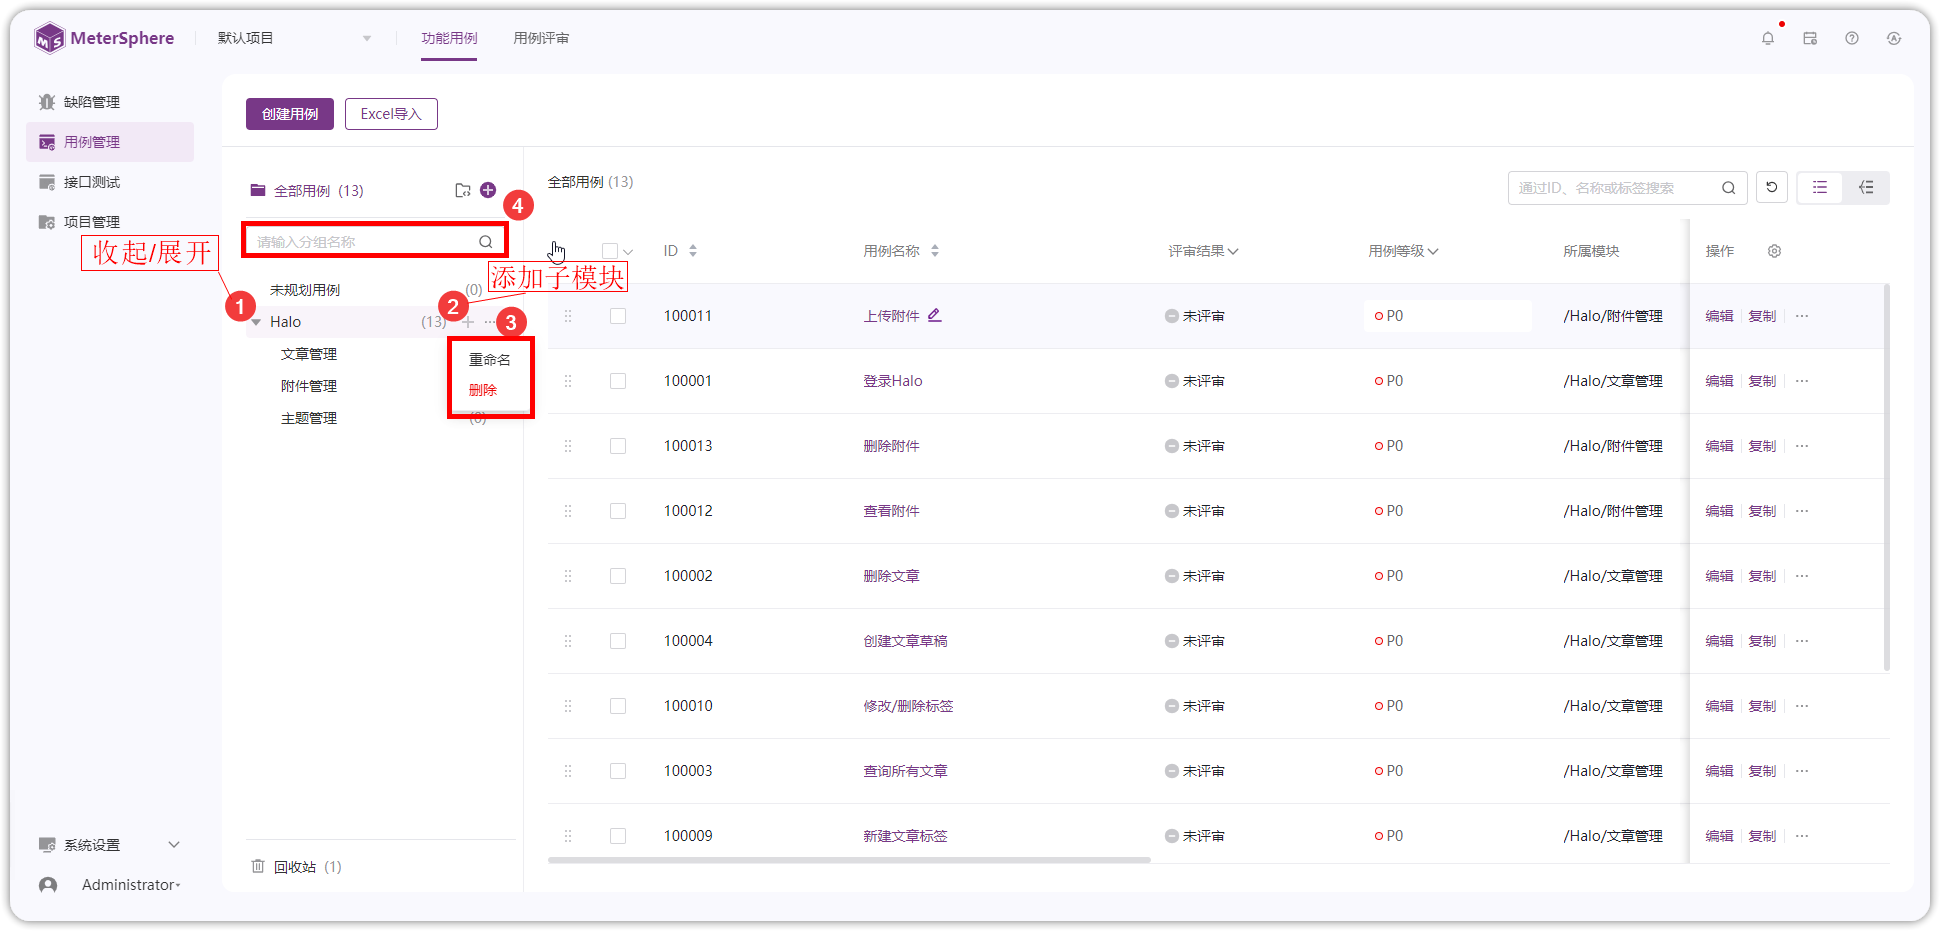 MeterSphere
默认项目
功能用例
用例评审
缺陷管理
用例管理
接口测试
项目管理
创建用例
Excel导入
全部用例 (13)
4
请输入分组名称
收起/展开
添加子模块
未规划用例 (0)
1
2
3
Halo (13)
文章管理
附件管理
主题管理 (0)
重命名
删除
回收站 (1)
系统设置
Administrator
全部用例 (13)
通过ID、名称或标签搜索
ID 用例名称 评审结果 用例等级 所属模块 操作
100011 上传附件 未评审 P0 /Halo/附件管理 编辑 复制 ...
100001 登录Halo 未评审 P0 /Halo/文章管理 编辑 复制 ...
100013 删除附件 未评审 P0 /Halo/附件管理 编辑 复制 ...
100012 查看附件 未评审 P0 /Halo/附件管理 编辑 复制 ...
100002 删除文章 未评审 P0 /Halo/文章管理 编辑 复制 ...
100004 创建文章草稿 未评审 P0 /Halo/文章管理 编辑 复制 ...
100010 修改/删除标签 未评审 P0 /Halo/文章管理 编辑 复制 ...
100003 查询所有文章 未评审 P0 /Halo/文章管理 编辑 复制 ...
100009 新建文章标签 未评审 P0 /Halo/文章管理 编辑 复制 ...